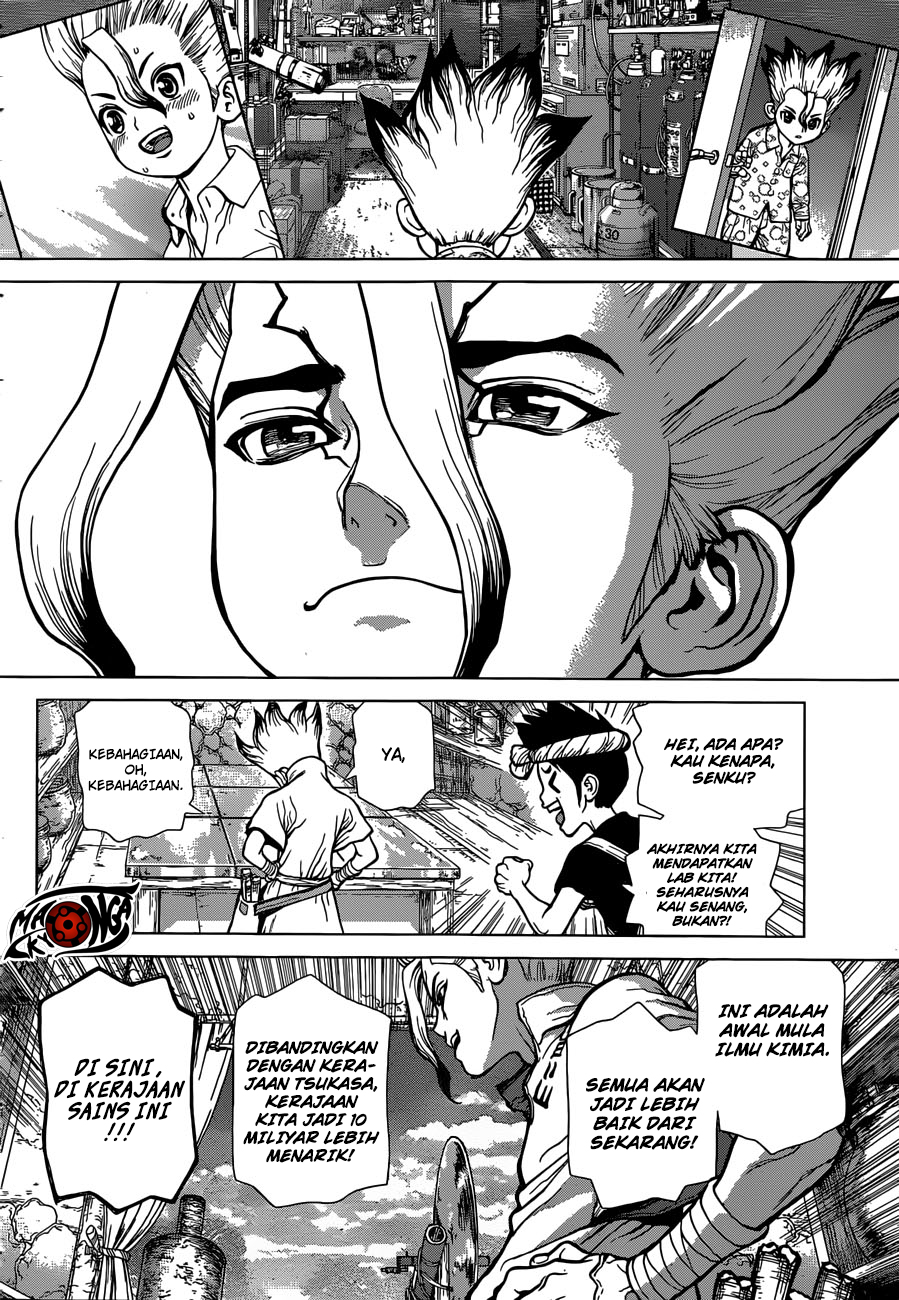 30
HEI, ADA APA?
KAU KENAPA,
SENKU?
AKHIRNYA KITA
MENDAPATKAN
LAB KITA!
SEHARUSNYA
KAU SENANG,
BUKAN?!
YA,
KEBAHAGIAAN,
OH,
KEBAHAGIAAN.
MANGAKU
INI ADALAH
AWAL MULA
ILMU KIMIA.
SEMUA AKAN
JADI LEBIH
BAIK DARI
SEKARANG!
DIBANDINGKAN
DENGAN KERA-
JAAN TSUKASA,
KERAJAAN
KITA JADI 10
MILIYAR LEBIH
MENARIK!
DI SINI,
DI KERAJAAN
SAINS INI
!!!